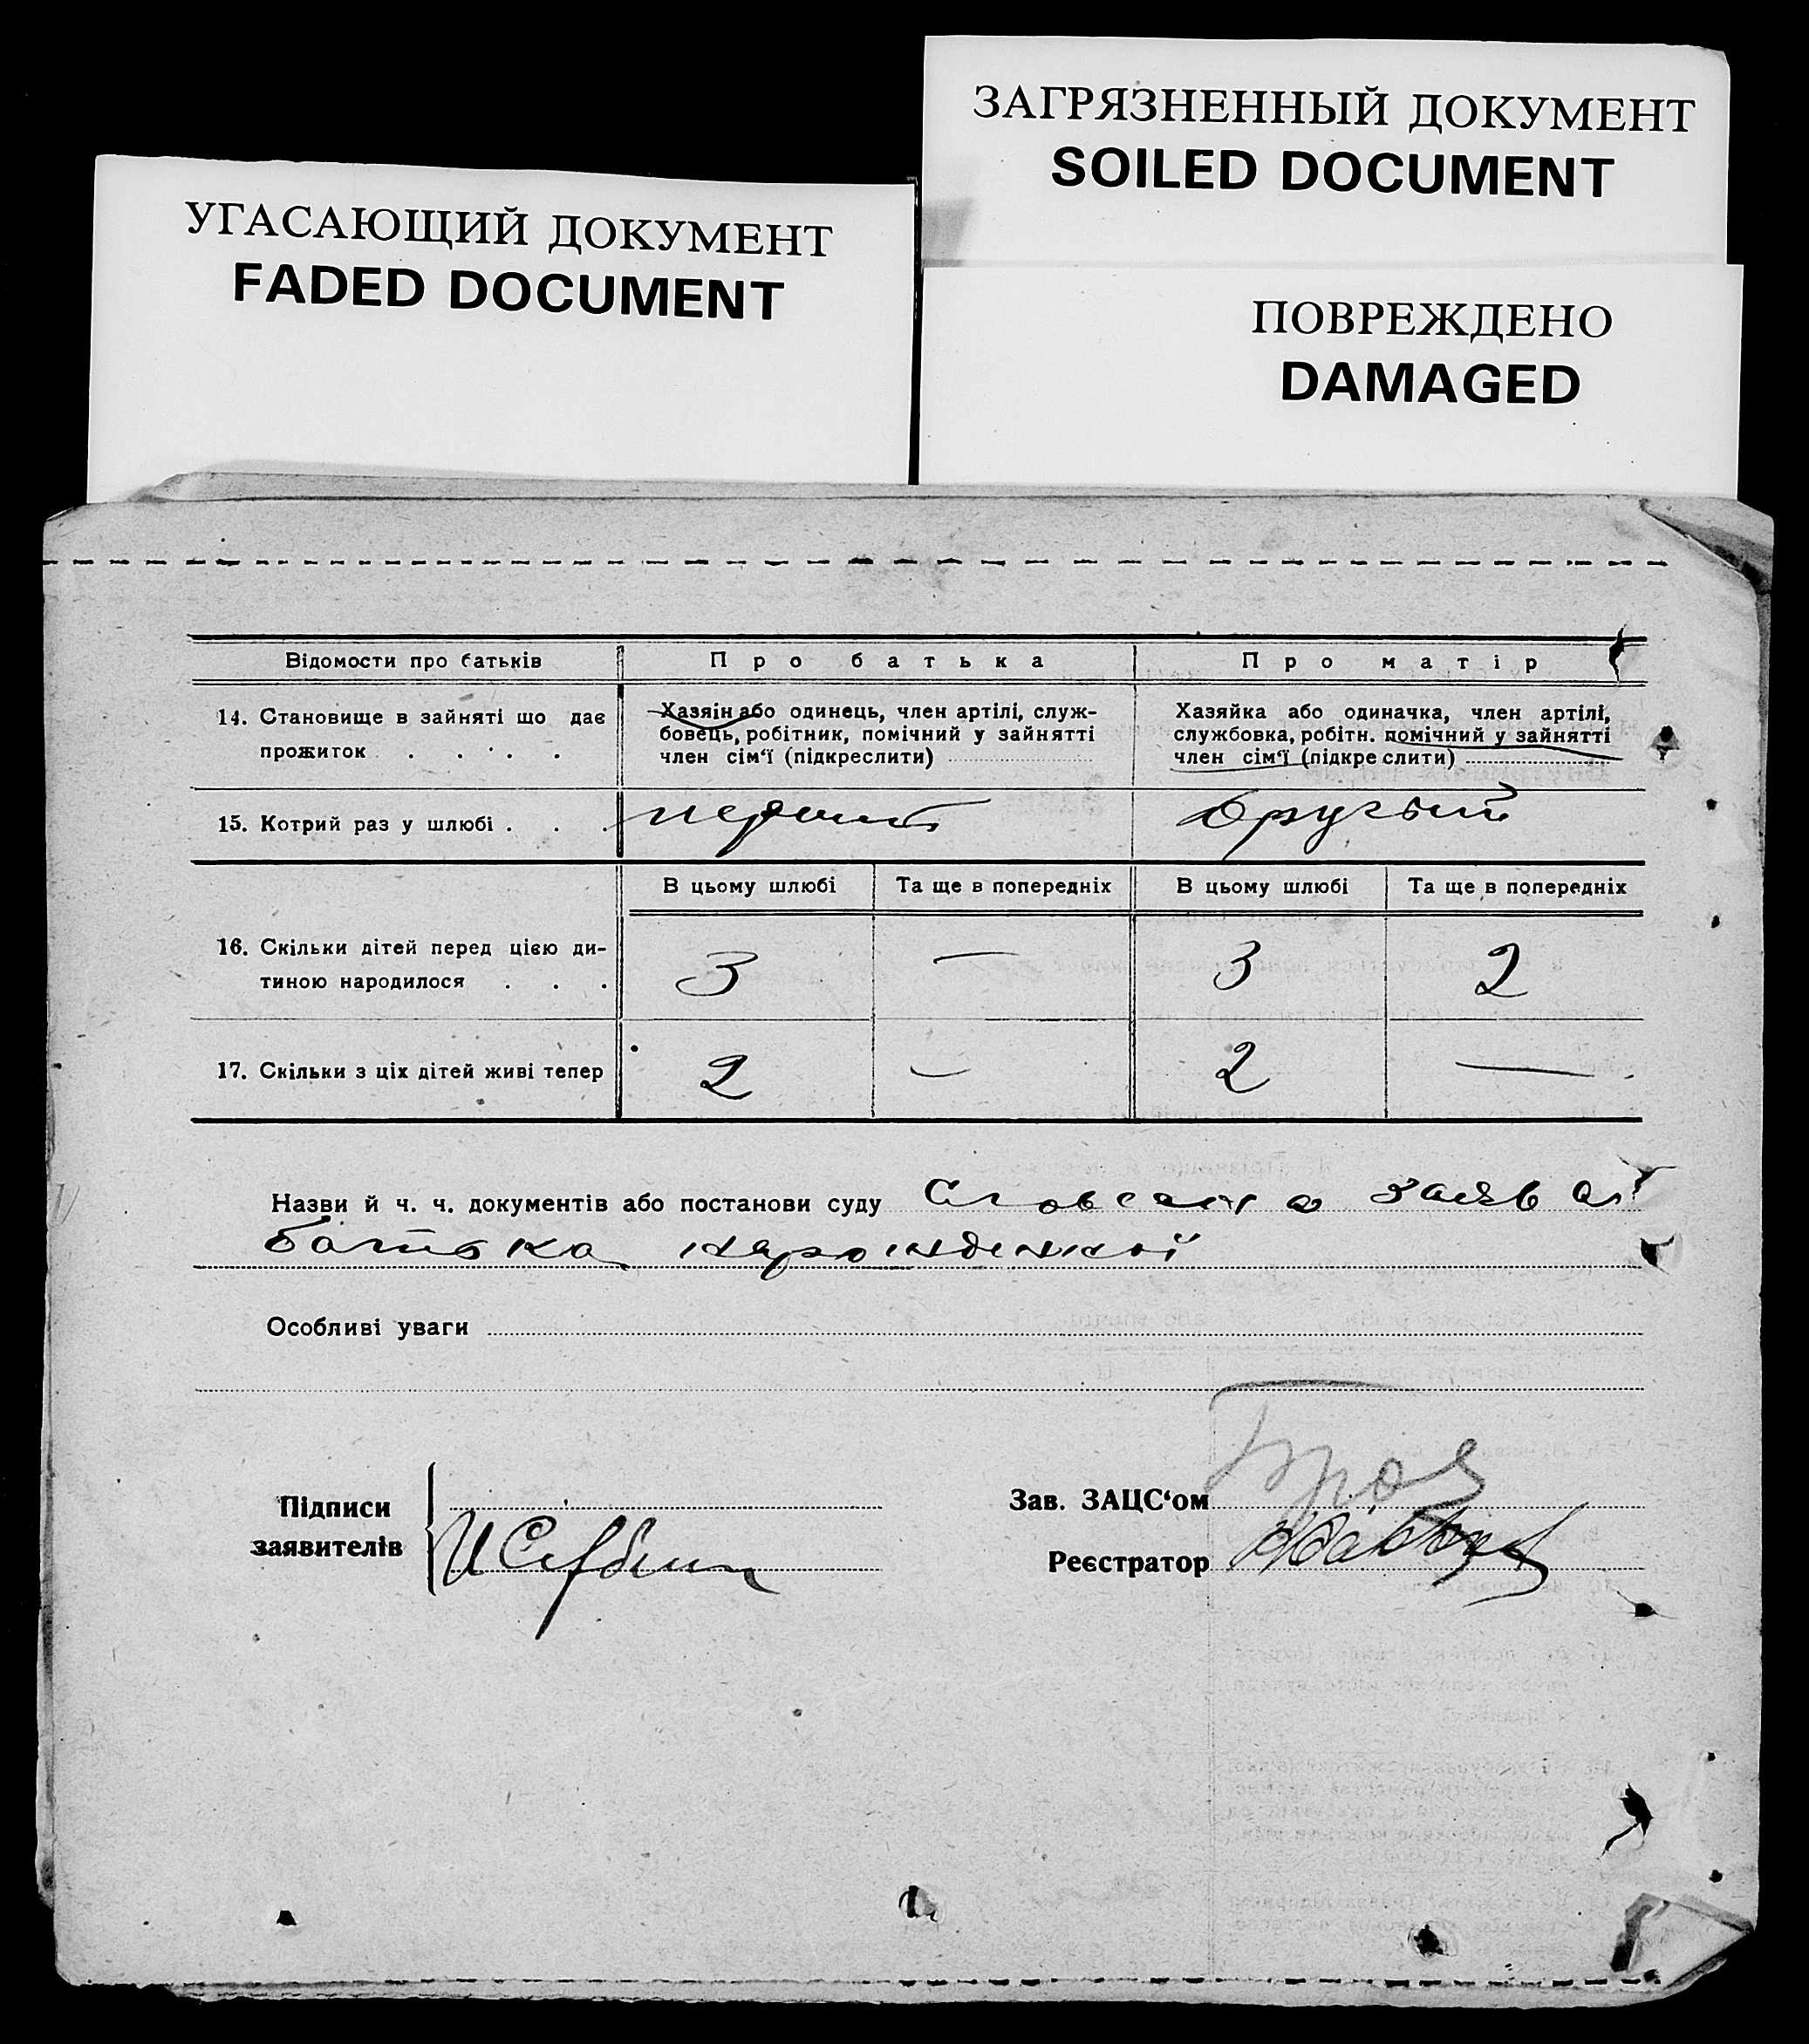 ЗАГРЯЗНЕННЫЙ ДОКУМЕНТ
SOILED DOCUMENT
УГАСАЮЩИЙ ДОКУМЕНТ
FADED DOCUMENT
ПОВРЕЖДЕНО
DAMAGED
Відомости про батьків Про батька Про матір
14. Становище в зайняті що дає
прожиток . . . .
Хазяін або одинець, член артілі, служ-
бовець, робітник, помічний у зайнятті
член сім‘ї (підкреслити)
Хазяйка або одиначка, член артілі,
службовка, робітн. помічний у зайнятті
член сім‘ї (підкреслити)
15. Котрий раз у шлюбі . . . другый
В цьому шлюбі Та ще в попередніх В цьому шлюбі Та ще в попередніх
16. Скільки дітей перед цією ди-
тиною народилося . . . 3 — 3 2
17. Скільки з ціх дітей живі тепер 2 — 2 —
Назви й ч. ч. документів або постанови суду Словесна заява
батька
Особливі уваги
Підписи
заявителів
Зав. ЗАЦС‘ом
Реєстратор